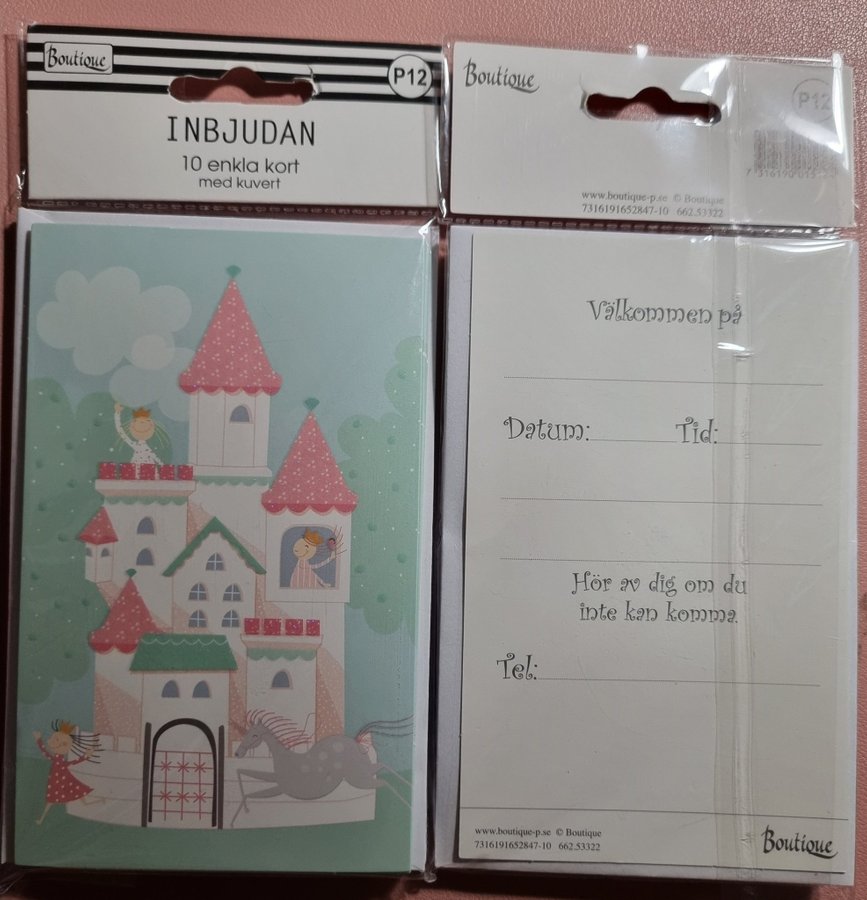 Boutique
P12
INBJUDAN
10 enkla kort
med kuvert
Boutique
P12
www.boutique-p.se © Boutique
7316191652847-10 662.53322
Välkommen på
Datum: Tid:
Hör av dig om du
inte kan komma.
Tel:
www.boutique-p.se © Boutique
7316191652847-10 662.53322
Boutique